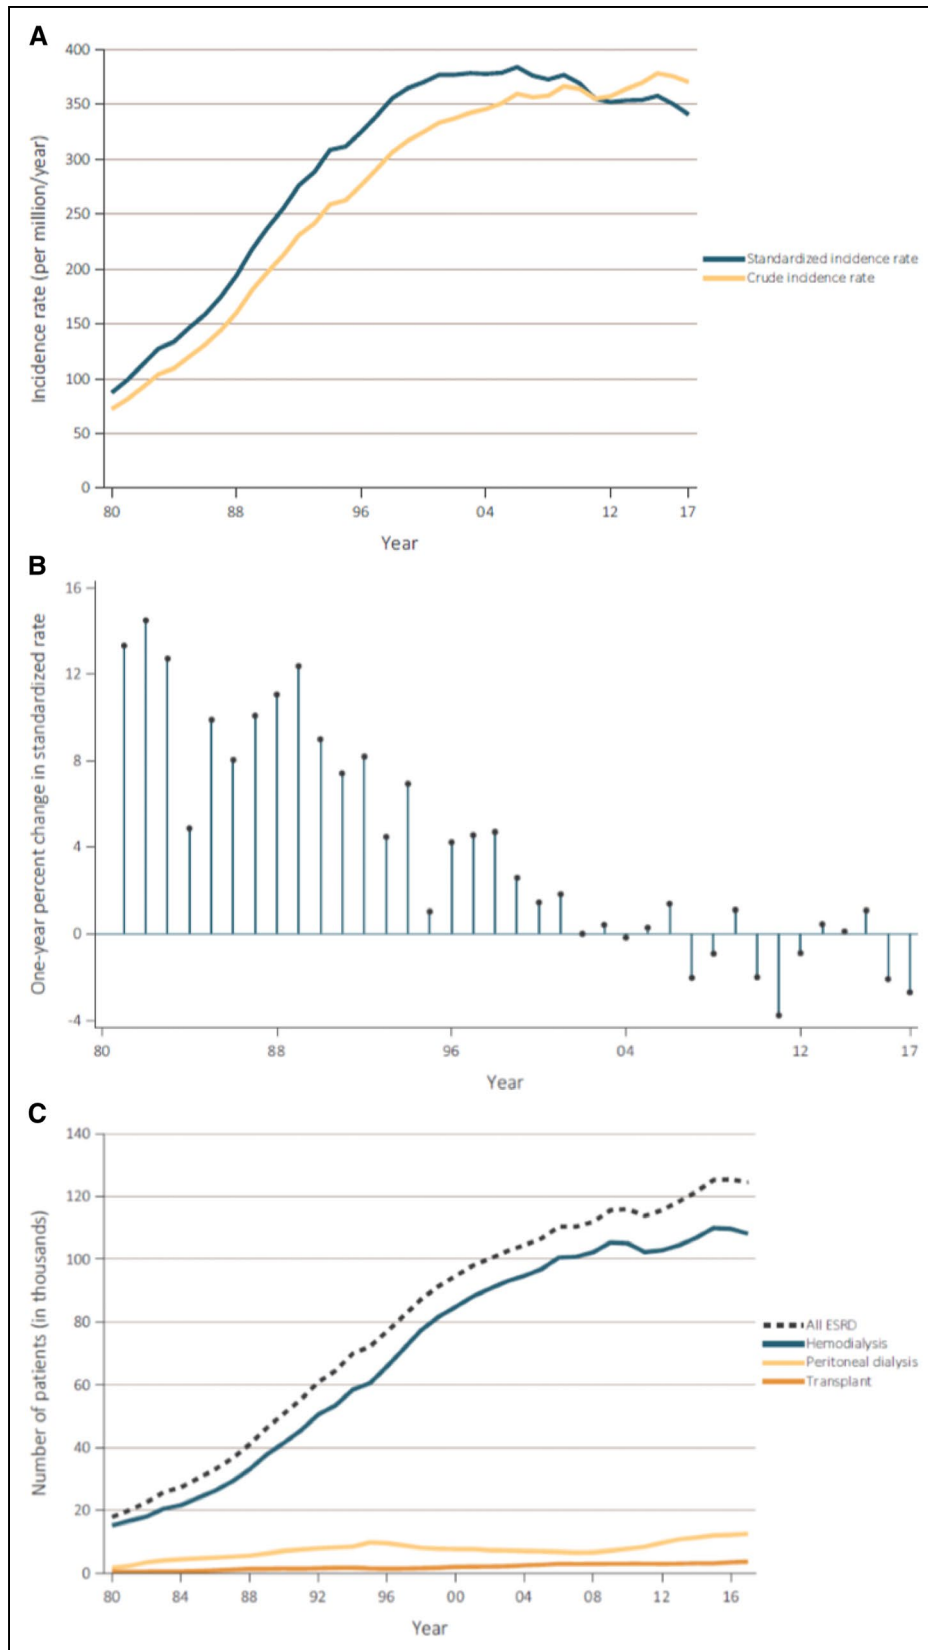 A
400
350
300
250
200
150
100
50
0
Incidence rate (per million/year)
80 88 96 04 12 17
Year
Standardized incidence rate
Crude incidence rate
B
16
12
8
4
0
-4
One-year percent change in standardized rate
80 88 96 04 12 17
Year
C
140
120
100
80
60
40
20
0
Number of patients (in thousands)
80 84 88 92 96 00 04 08 12 16
Year
All ESRD
Hemodialysis
Peritoneal dialysis
Transplant